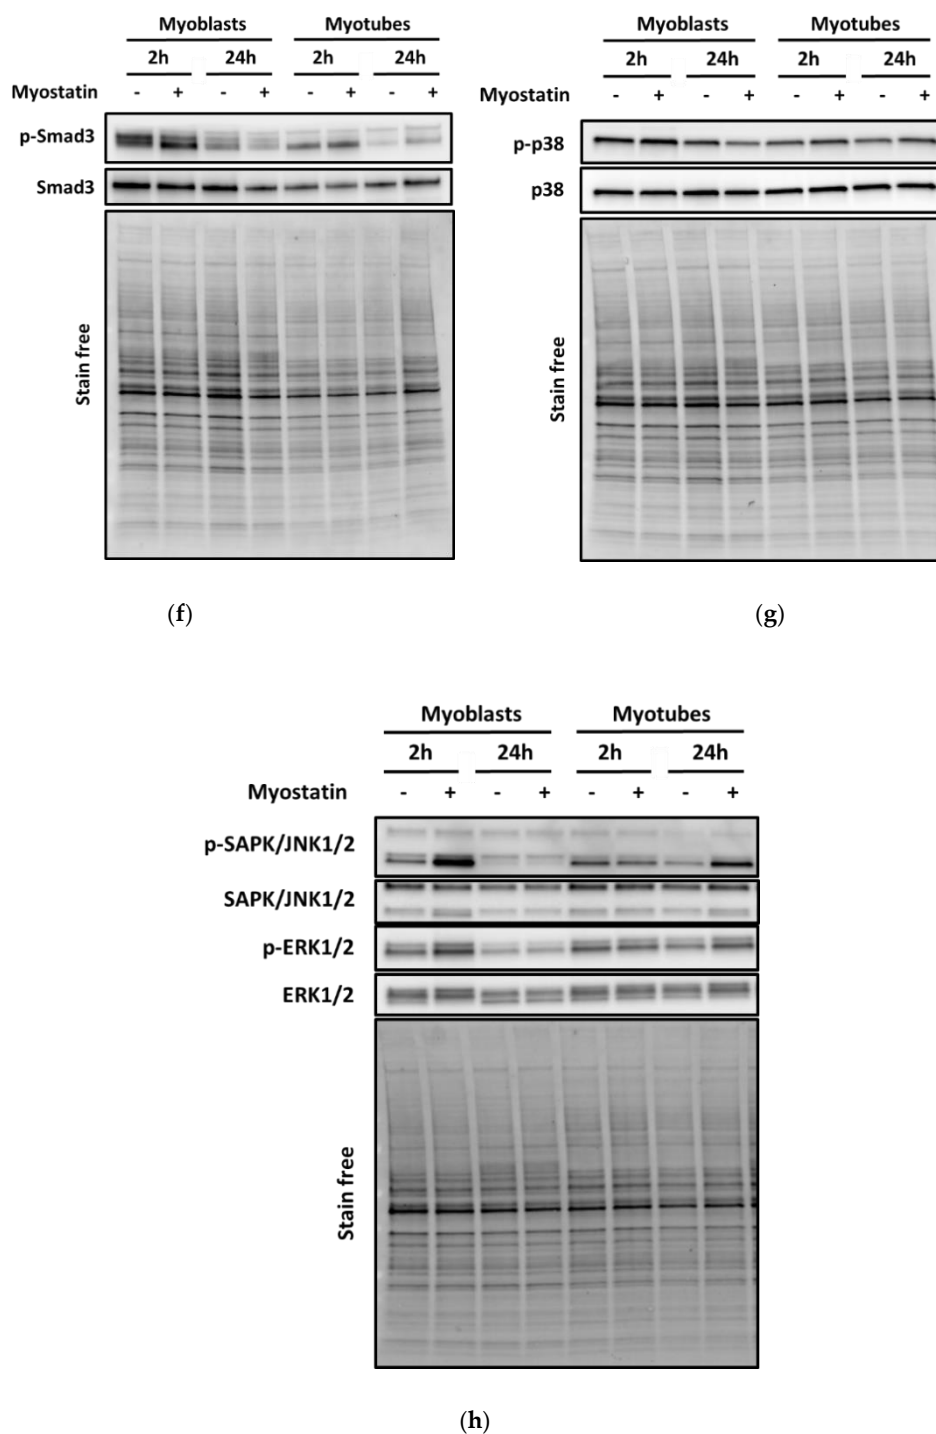 Myoblasts Myotubes
2h 24h 2h 24h
Myostatin - + - + - + - +
p-Smad3
Smad3
Stain free
(f)
Myoblasts Myotubes
2h 24h 2h 24h
Myostatin - + - + - + - +
p-p38
p38
Stain free
(g)
Myoblasts Myotubes
2h 24h 2h 24h
Myostatin - + - + - + - +
p-SAPK/JNK1/2
SAPK/JNK1/2
p-ERK1/2
ERK1/2
Stain free
(h)